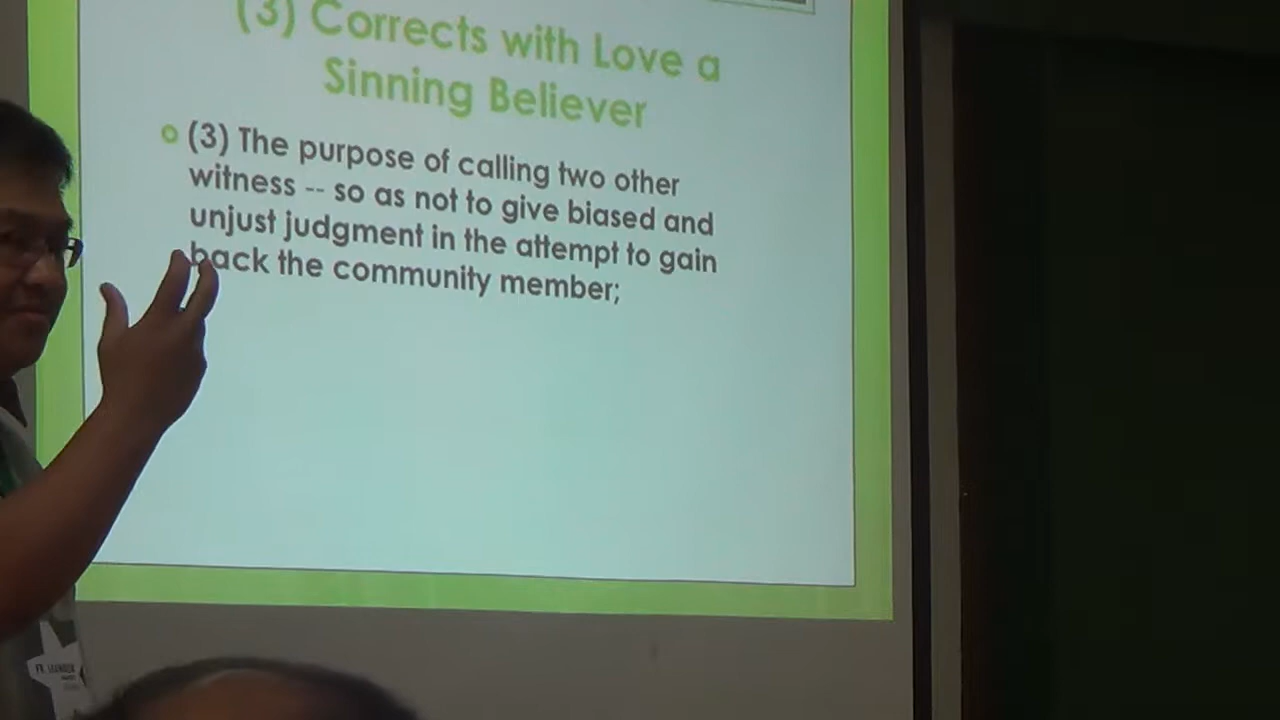 (3) Corrects with Love a
Sinning Believer
(3) The purpose of calling two other
witness -- so as not to give biased and
unjust judgment in the attempt to gain
back the community member;
FR.